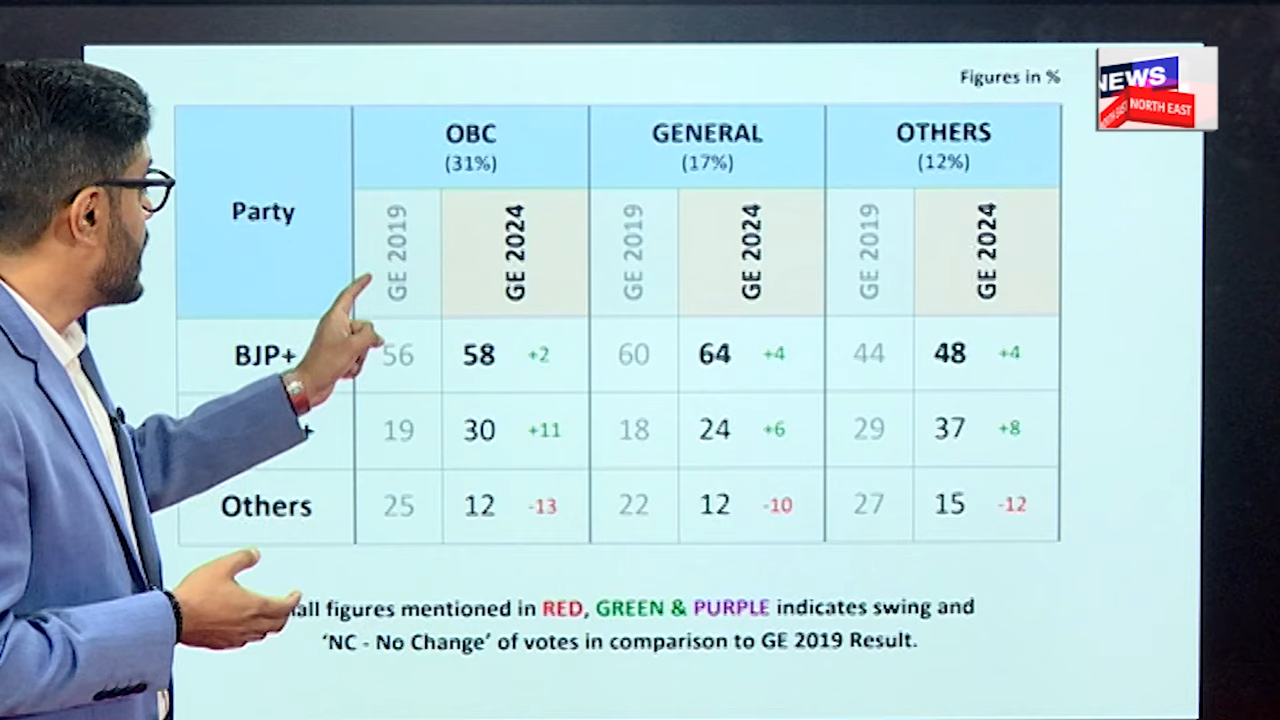 Figures in %
NEWS
NORTH EAST
Party
OBC
GENERAL
OTHERS
(31%)
(17%)
(12%)
GE 2019
GE 2024
GE 2019
GE 2024
GE 2019
GE 2024
BJP+ 56 58 +2 60 64 +4 44 48 +4
+ 19 30 +11 18 24 +6 29 37 +8
Others 25 12 -13 22 12 -10 27 15 -12
figures mentioned in RED, GREEN & PURPLE indicates swing and
‘NC - No Change’ of votes in comparison to GE 2019 Result.